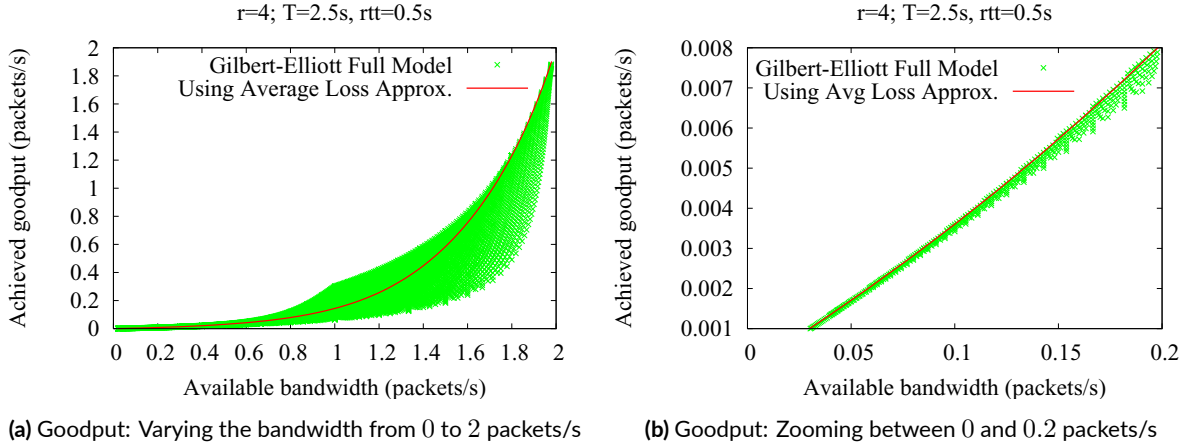 r=4; T=2.5s, rtt=0.5s
Achieved goodput (packets/s)
2
1.8
1.6
1.4
1.2
1
0.8
0.6
0.4
0.2
0
Gilbert-Elliott Full Model
Using Average Loss Approx.
0 0.2 0.4 0.6 0.8 1 1.2 1.4 1.6 1.8 2
Available bandwidth (packets/s)
(a) Goodput: Varying the bandwidth from 0 to 2 packets/s
r=4; T=2.5s, rtt=0.5s
Achieved goodput (packets/s)
0.008
0.007
0.006
0.005
0.004
0.003
0.002
0.001
Gilbert-Elliott Full Model
Using Avg Loss Approx.
0 0.05 0.1 0.15 0.2
Available bandwidth (packets/s)
(b) Goodput: Zooming between 0 and 0.2 packets/s